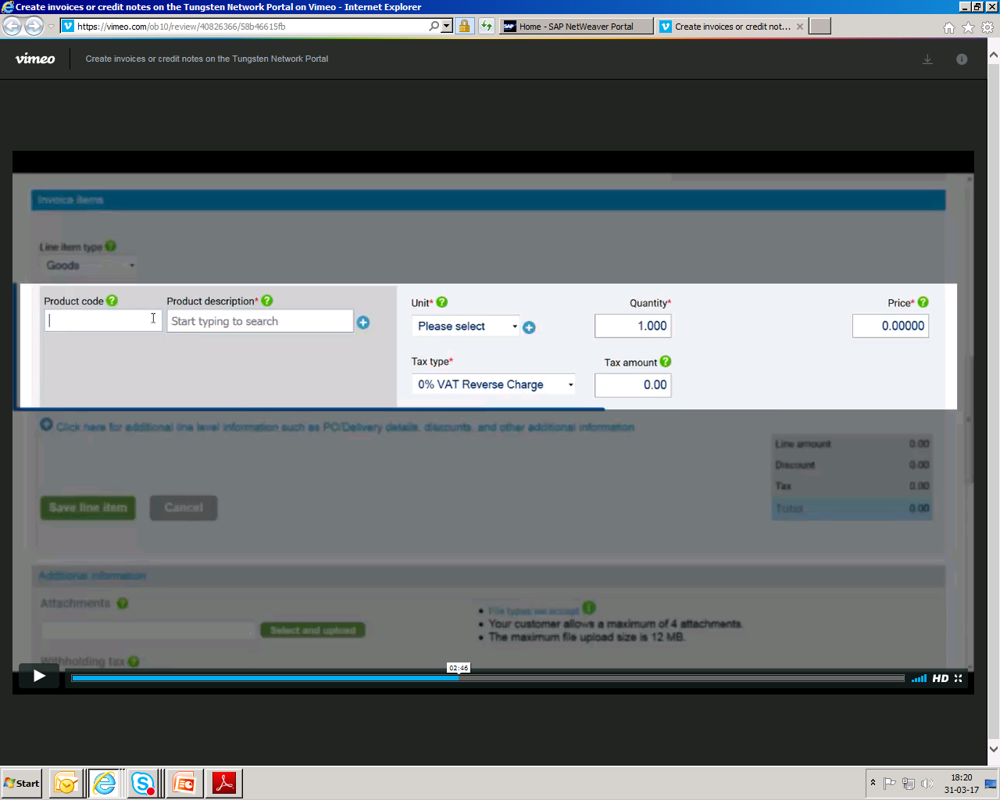 Create invoices or credit notes on the Tungsten Network Portal on Vimeo - Internet Explorer
https://vimeo.com/ob10/review/40826366/58b46615fb
Home - SAP NetWeaver Portal
Create invoices or credit not...
vimeo
Create invoices or credit notes on the Tungsten Network Portal
Invoice items
Line item type
Goods
Product code
Product description*
Unit*
Quantity*
Price*
Start typing to search
Please select
1.000
0.00000
Tax type*
Tax amount
0% VAT Reverse Charge
0.00
Click here for additional line level information such as PO/Delivery details, discounts, and other additional information
Line amount 0.00
Discount 0.00
Tax 0.00
Total 0.00
Save line item
Cancel
Additional information
Attachments
File types we accept
Select and upload
Your customer allows a maximum of 4 attachments.
The maximum file upload size is 12 MB.
Withholding tax
02:46
HD
Start
18:20
31-03-17